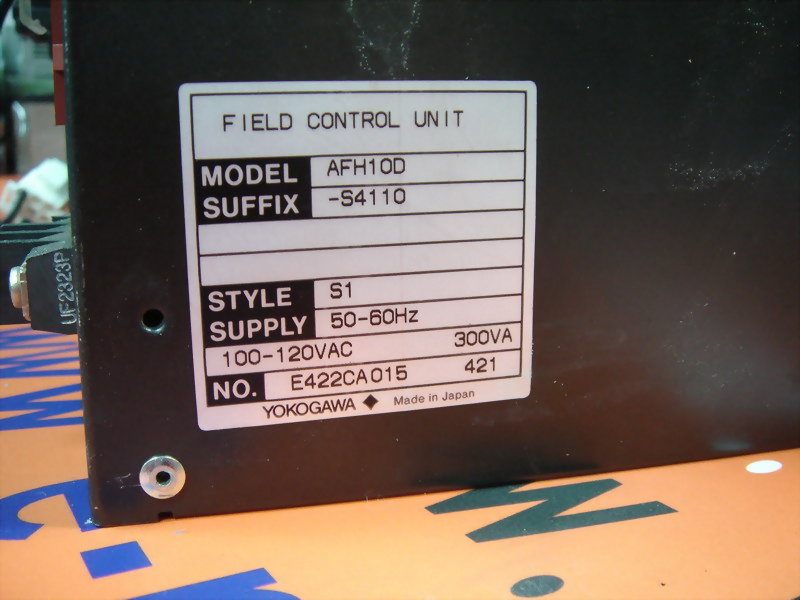 FIELD CONTROL UNIT
MODEL AFH10D
SUFFIX -S4110
STYLE S1
SUPPLY 50-60Hz
100-120VAC 300VA
NO. E422CA015 421
YOKOGAWA ◆ Made in Japan
UF2323P
W.